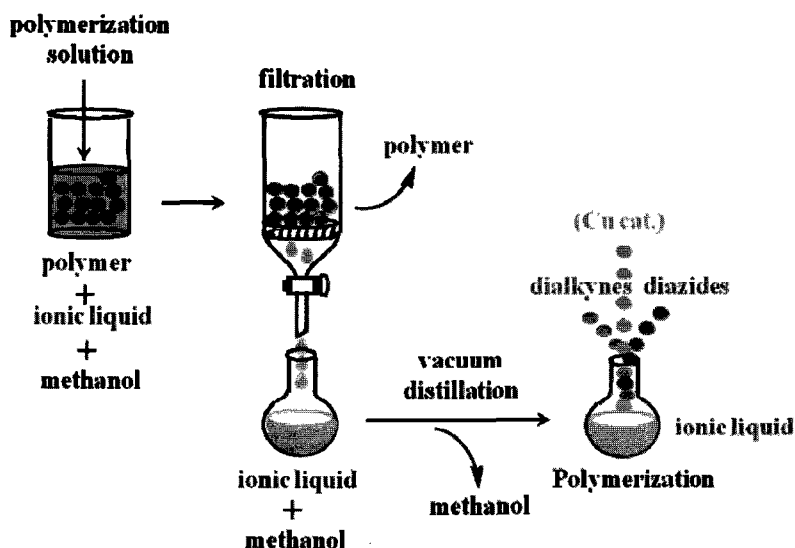 polymerization
solution
polymer
+
ionic liquid
+
methanol
filtration
polymer
ionic liquid
+
methanol
vacuum
distillation
methanol
(Cu cat.)
dialkynes diazides
ionic liquid
Polymerization